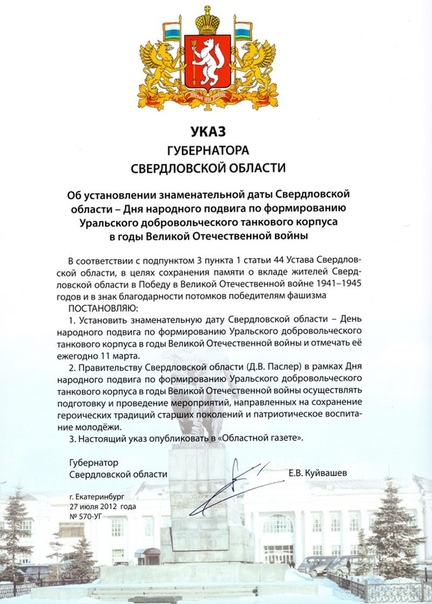 УКАЗ
ГУБЕРНАТОРА
СВЕРДЛОВСКОЙ ОБЛАСТИ
Об установлении знаменательной даты Свердловской
области – Дня народного подвига по формированию
Уральского добровольческого танкового корпуса
в годы Великой Отечественной войны
В соответствии с подпунктом 3 пункта 1 статьи 44 Устава Свердлов-
ской области, в целях сохранения памяти о вкладе жителей Сверд-
ловской области в Победу в Великой Отечественной войне 1941–1945
годов и в знак благодарности потомков победителям фашизма
ПОСТАНОВЛЯЮ:
1. Установить знаменательную дату Свердловской области – День
народного подвига по формированию Уральского добровольческого
танкового корпуса в годы Великой Отечественной войны и отмечать её
ежегодно 11 марта.
2. Правительству Свердловской области (Д.В. Паслер) в рамках Дня
народного подвига по формированию Уральского добровольческого
танкового корпуса в годы Великой Отечественной войны осуществлять
подготовку и проведение мероприятий, направленных на сохранение
героических традиций старших поколений и патриотическое воспита-
ние молодёжи.
3. Настоящий указ опубликовать в «Областной газете».
Губернатор
Свердловской области Е.В. Куйвашев
г. Екатеринбург
27 июля 2012 года
№ 570-УГ